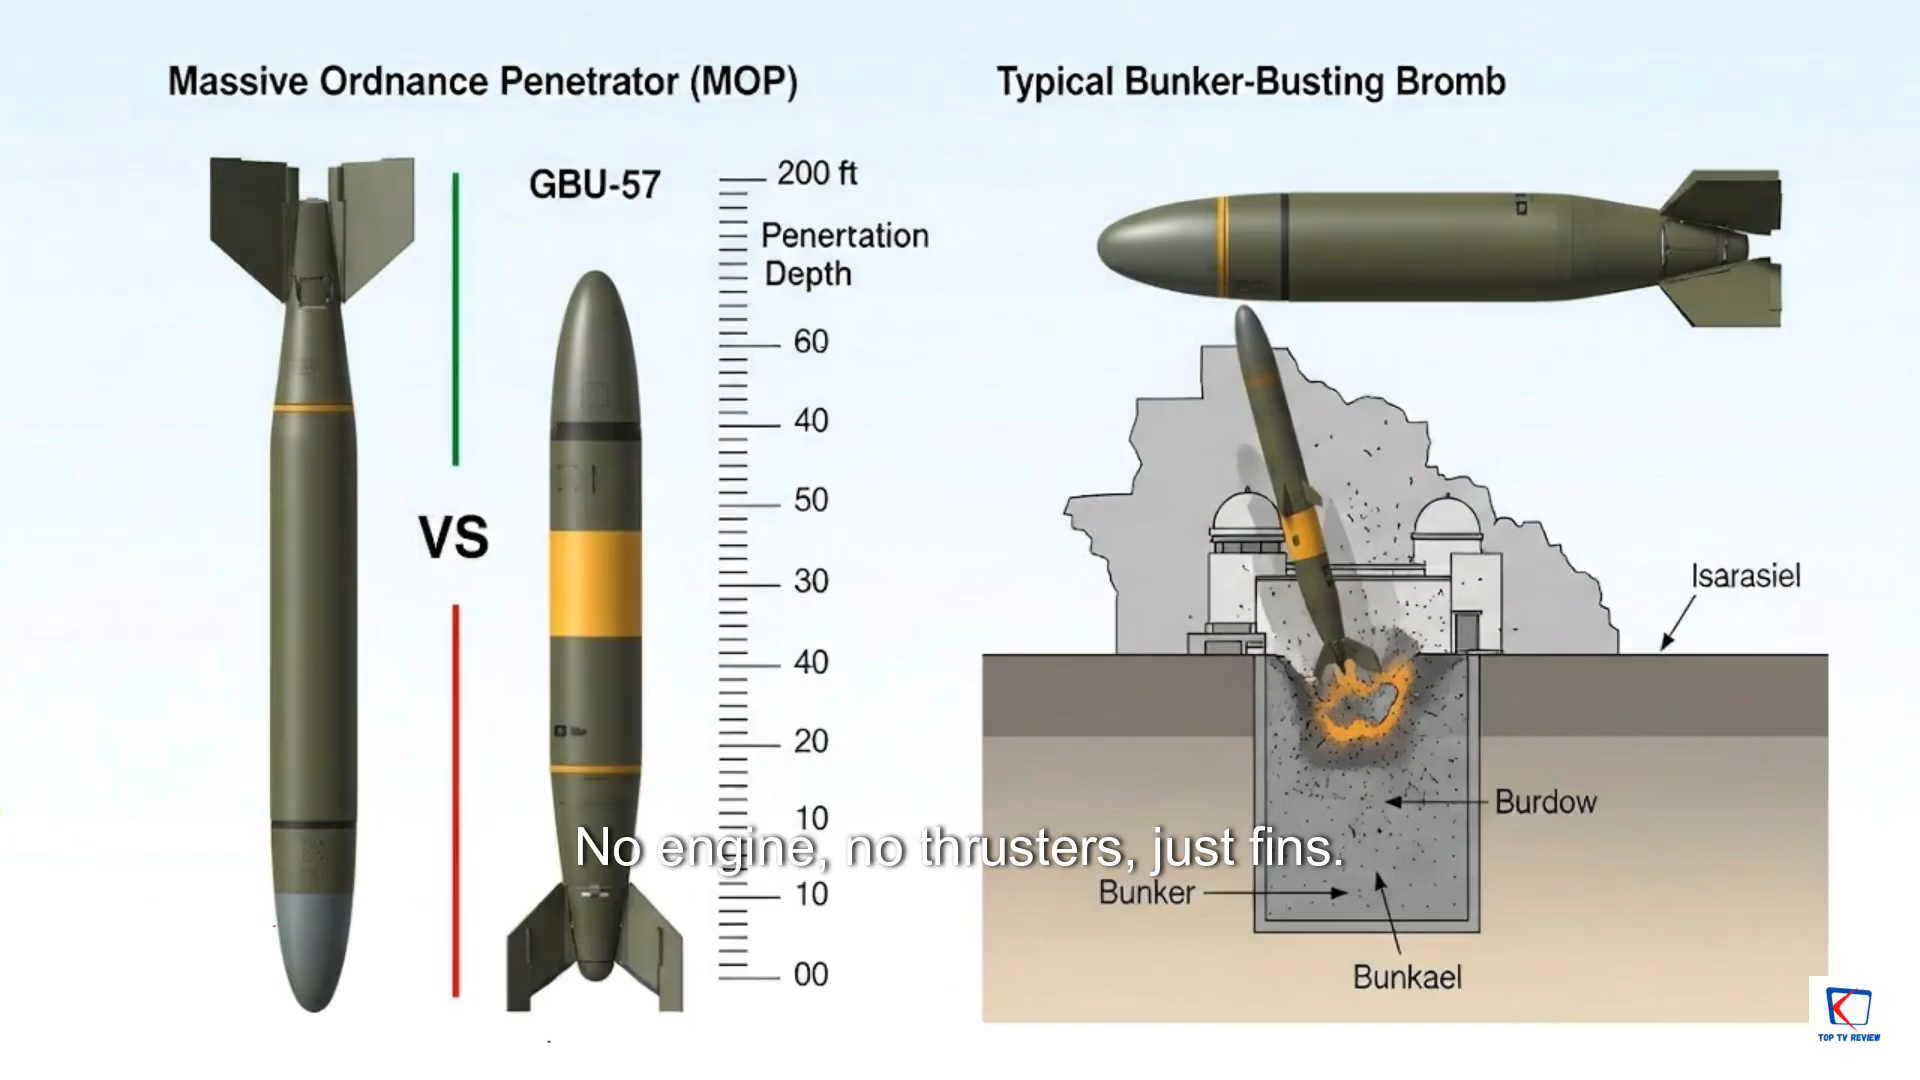 Massive Ordnance Penetrator (MOP)
Typical Bunker-Busting Bromb
GBU-57
VS
200 ft
Penertation
Depth
60
40
50
30
40
20
10
10
00
Isarasiel
Burdow
Bunker
Bunkael
No engine, no thrusters, just fins.
TOP TV REVIEW